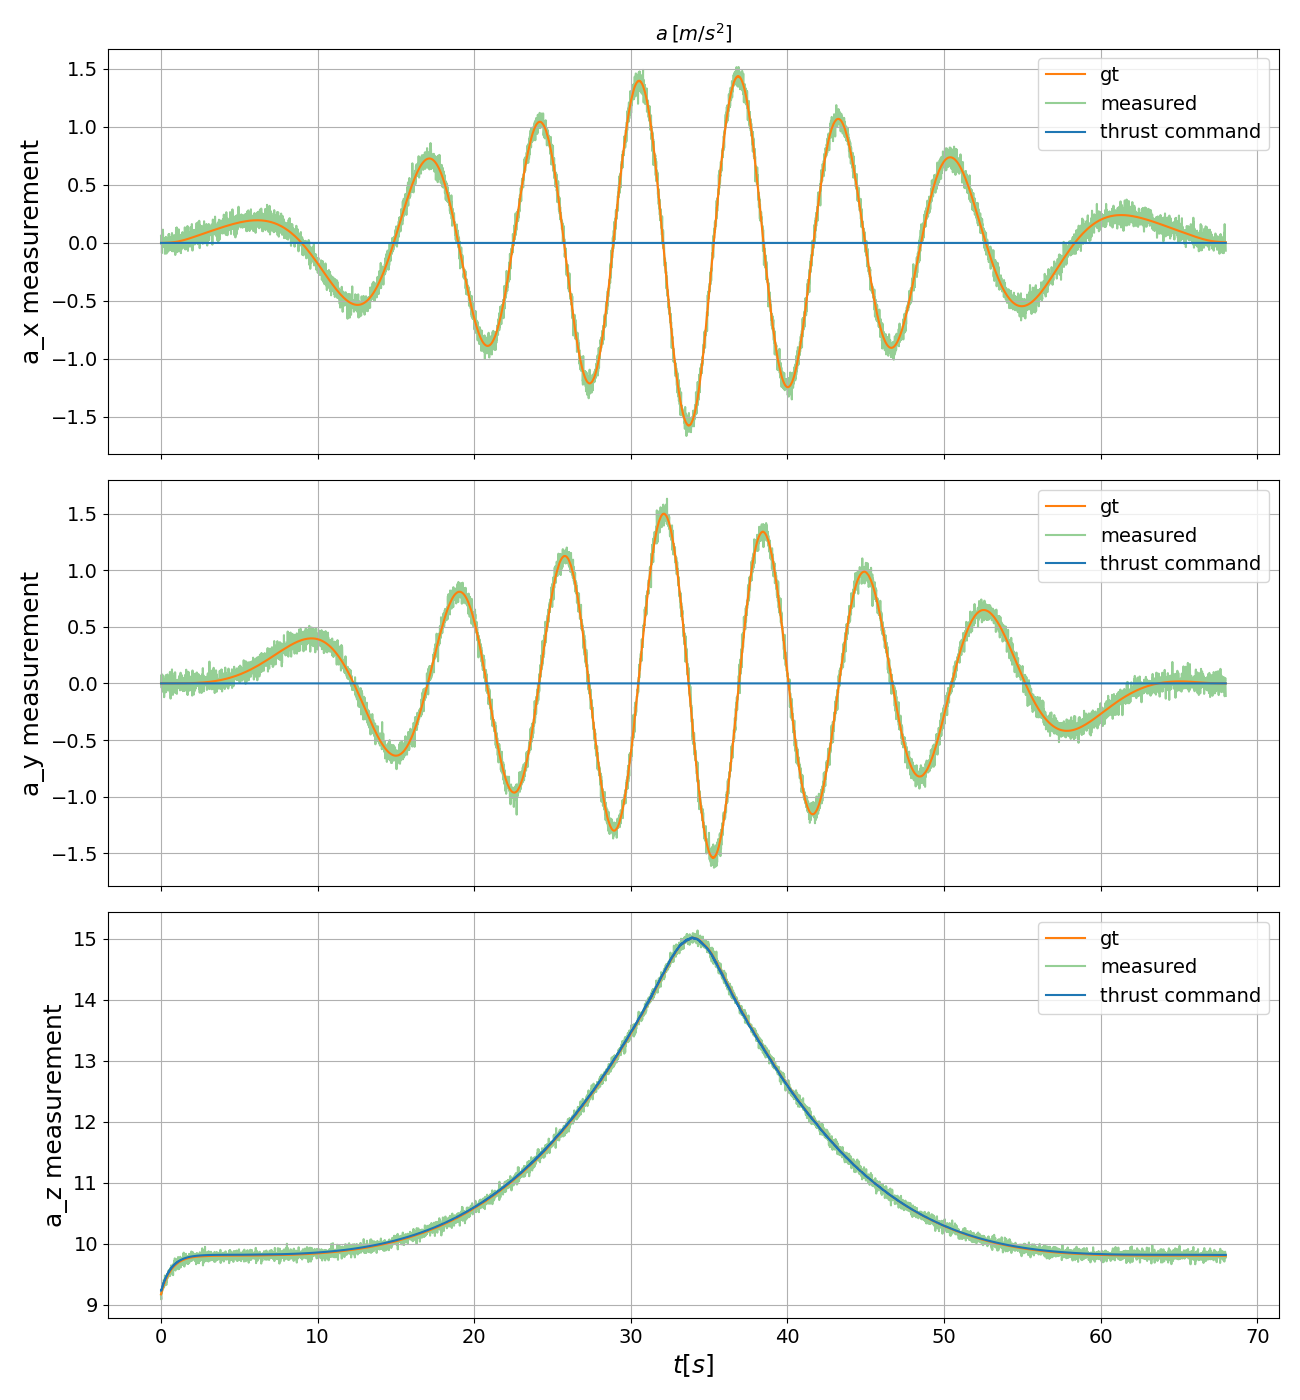 a [m/s²]
1.5
1.0
0.5
0.0
−0.5
−1.0
−1.5
a_x measurement
gt
measured
thrust command
1.5
1.0
0.5
0.0
−0.5
−1.0
−1.5
a_y measurement
gt
measured
thrust command
15
14
13
12
11
10
9
a_z measurement
gt
measured
thrust command
0 10 20 30 40 50 60 70
t[s]